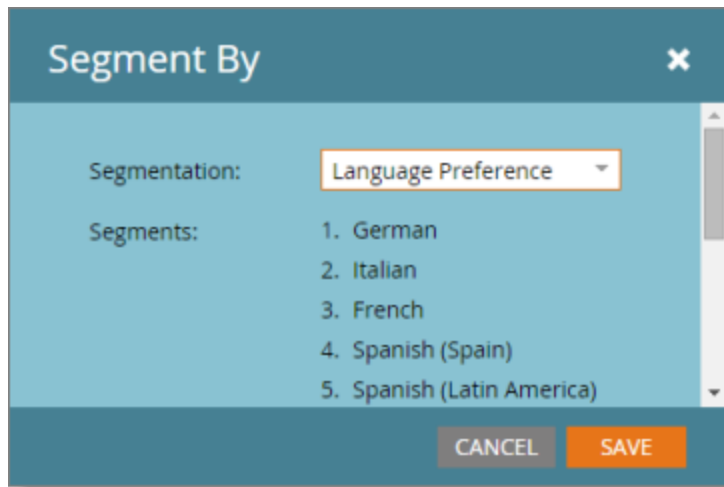 Segment By
Segmentation: Language Preference
Segments: 1. German
2. Italian
3. French
4. Spanish (Spain)
5. Spanish (Latin America)
CANCEL SAVE